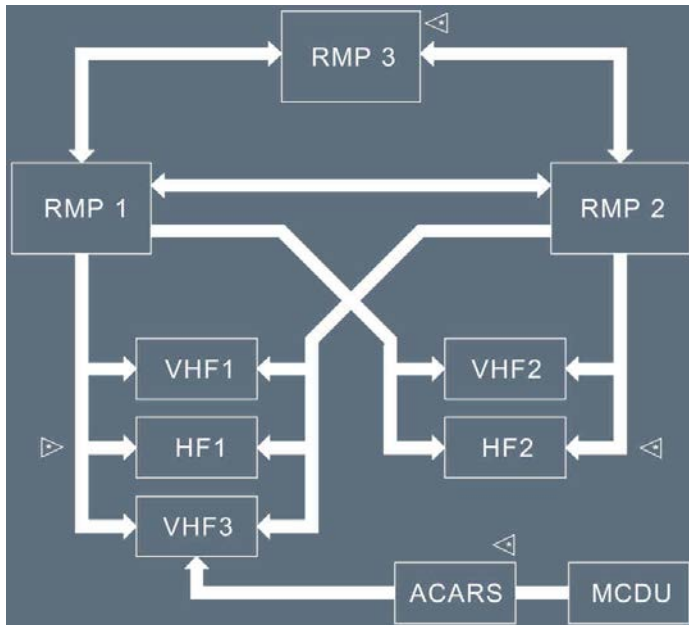 RMP 3
RMP 1
RMP 2
VHF1
VHF2
HF1
HF2
VHF3
ACARS
MCDU